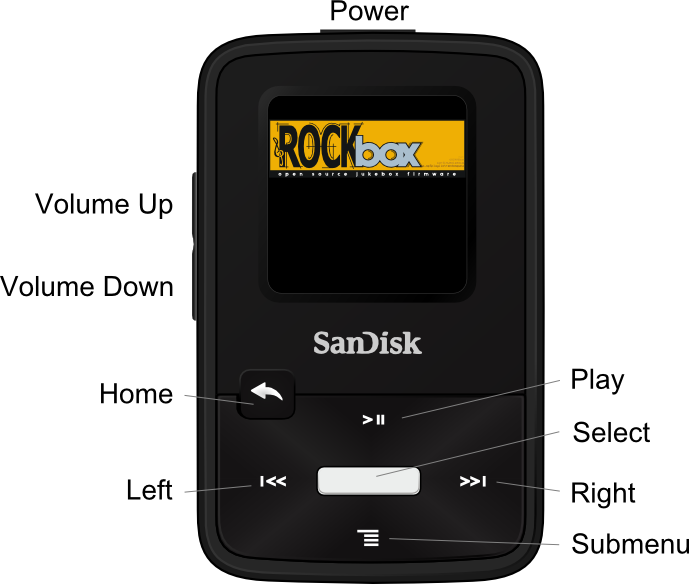 Power
ROCKbox
open source jukebox firmware
Volume Up
Volume Down
SanDisk
Home
Play
Select
Left
Right
Submenu